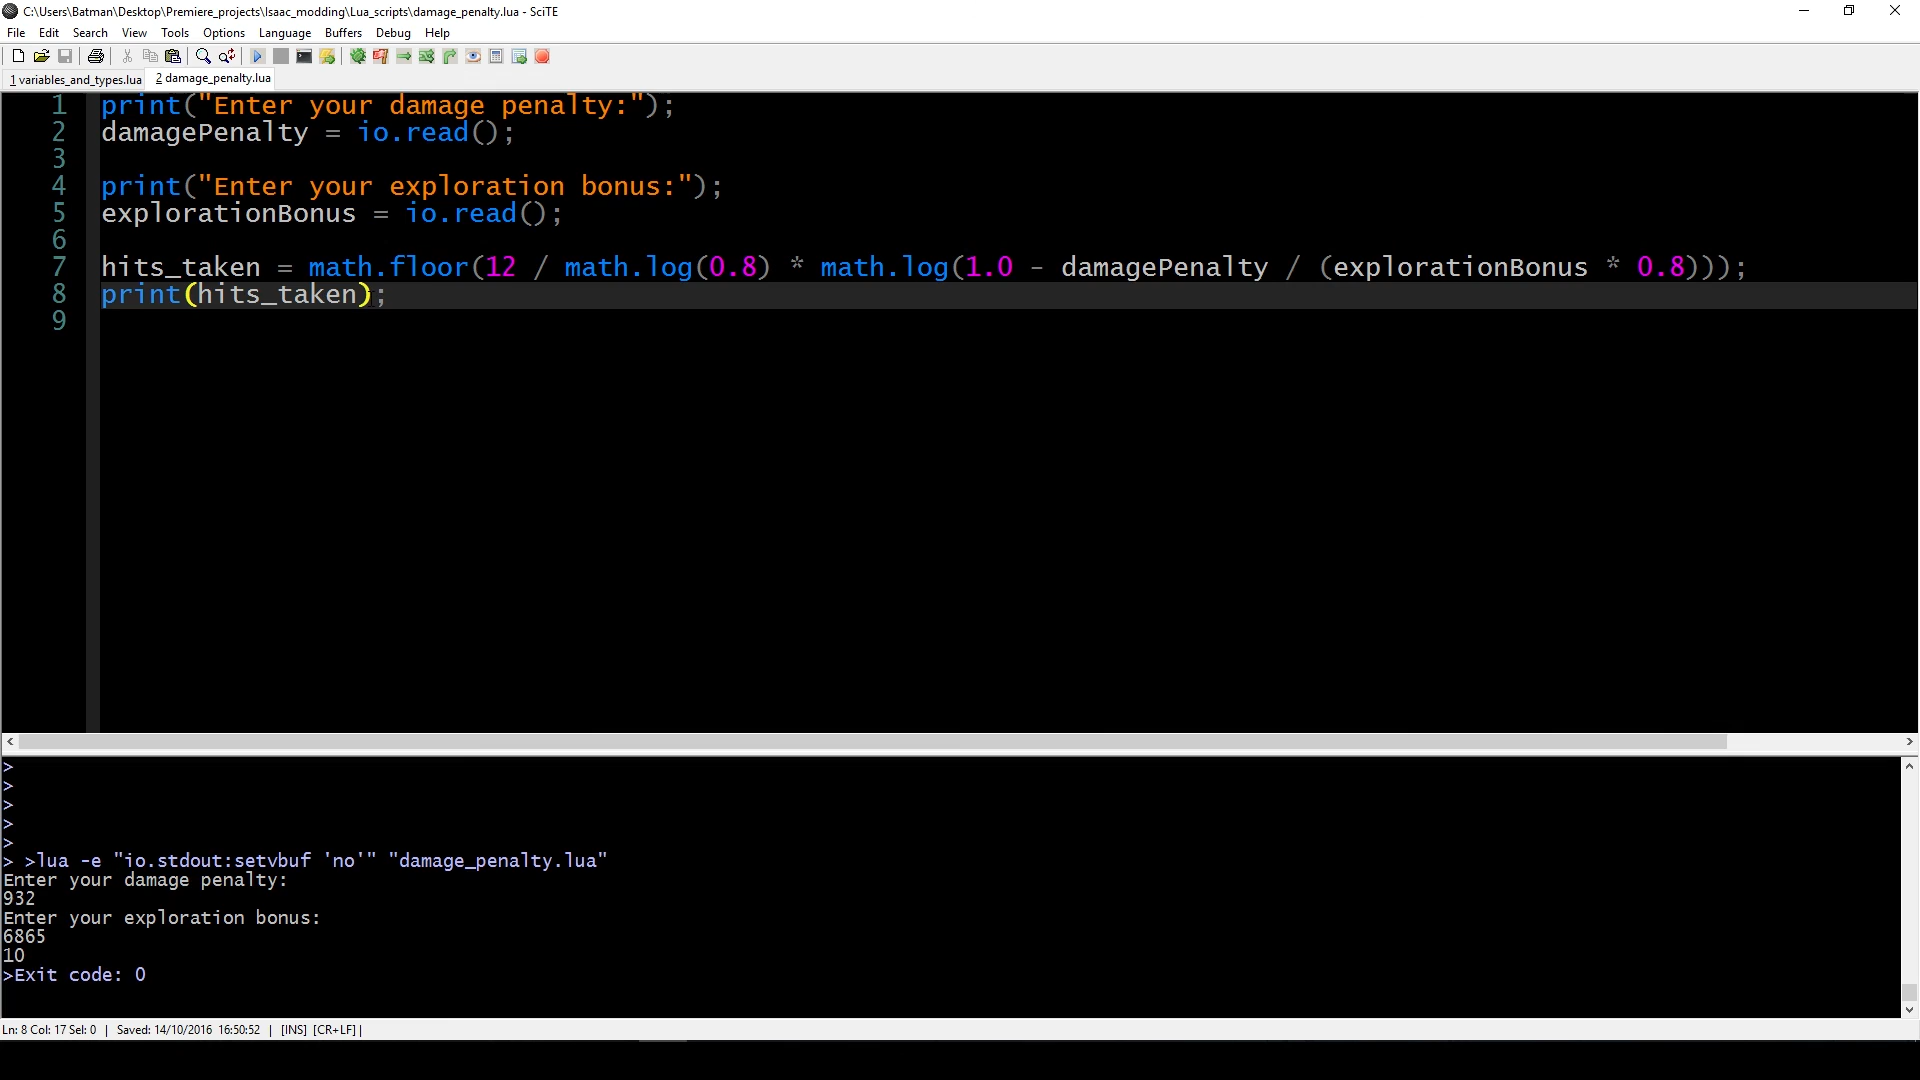 C:\Users\Batman\Desktop\Premiere_projects\Isaac_modding\Lua_scripts\damage_penalty.lua - SciTE
File Edit Search View Tools Options Language Buffers Debug Help
1 variables_and_types.lua 2 damage_penalty.lua
1 print("Enter your damage penalty:");
2 damagePenalty = io.read();
3
4 print("Enter your exploration bonus:");
5 explorationBonus = io.read();
6
7 hits_taken = math.floor(12 / math.log(0.8) * math.log(1.0 - damagePenalty / (explorationBonus * 0.8)));
8 print(hits_taken);
9
>
>
>
>
>
> >lua -e "io.stdout:setvbuf 'no'" "damage_penalty.lua"
Enter your damage penalty:
932
Enter your exploration bonus:
6865
10
>Exit code: 0
Ln: 8 Col: 17 Sel: 0 | Saved: 14/10/2016 16:50:52 | [INS] [CR+LF] |